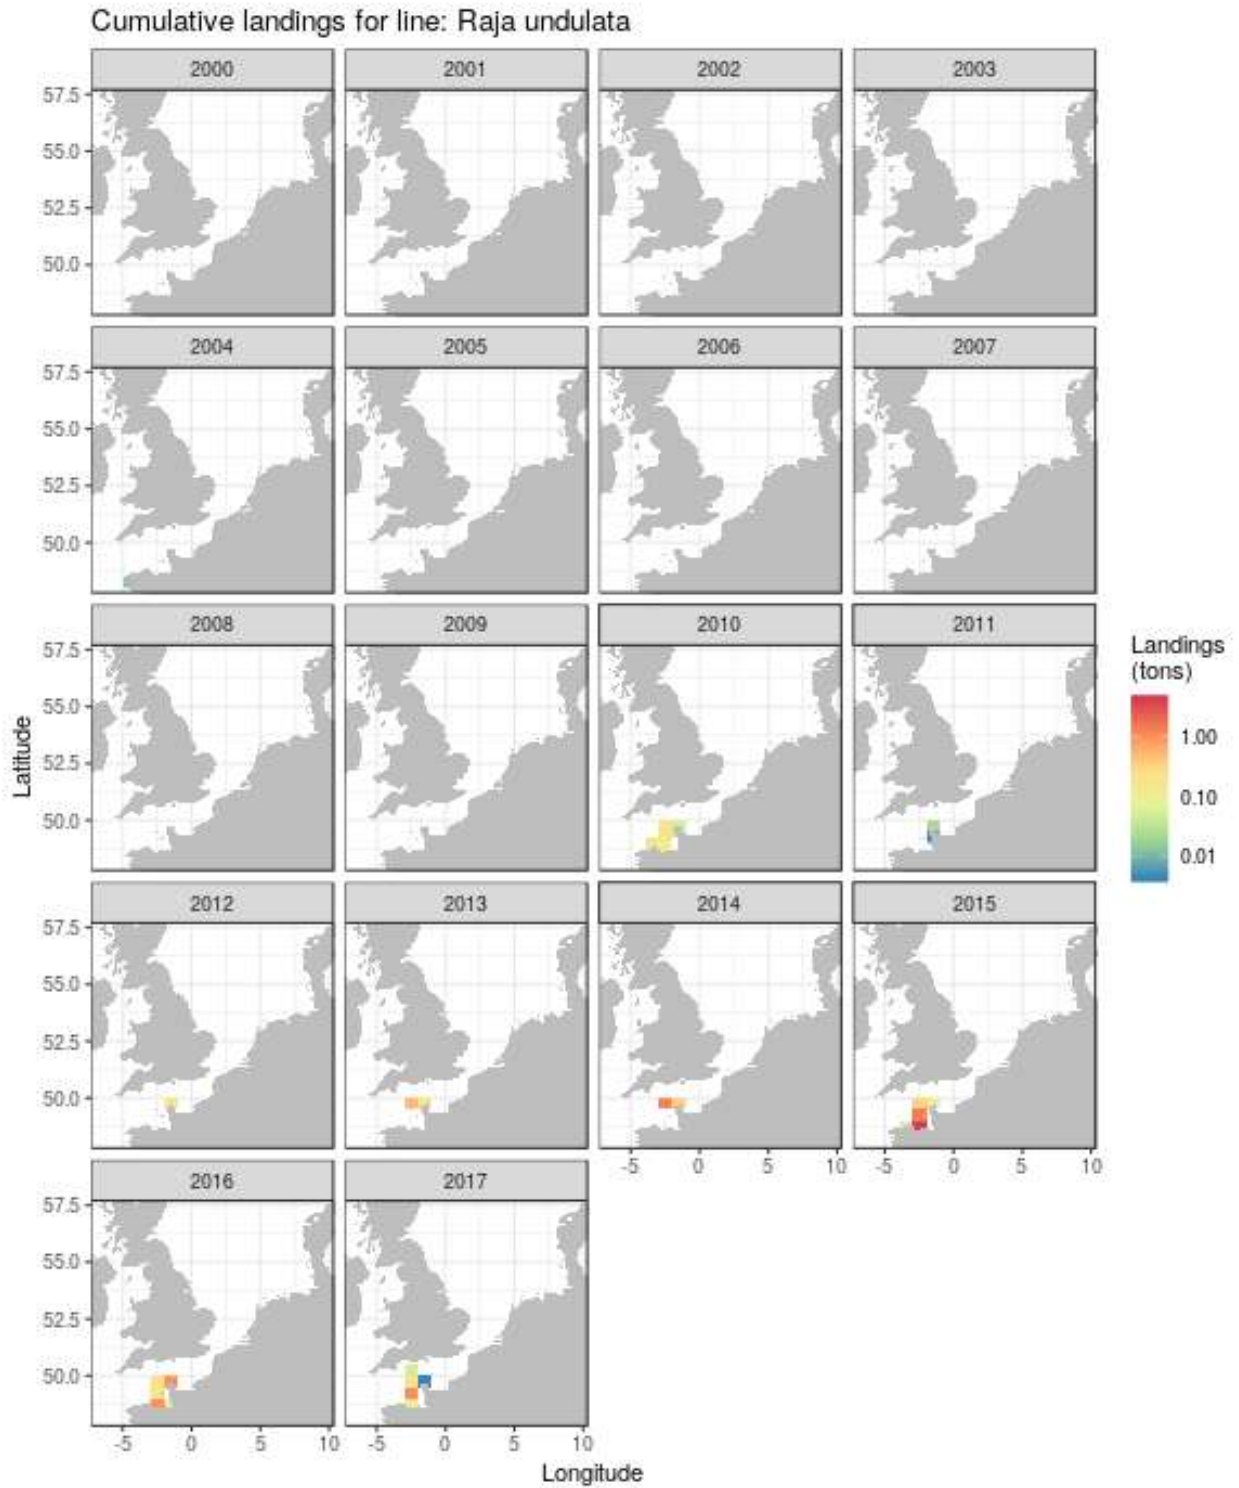 Cumulative landings for line: Raja undulata
2000 2001 2002 2003
57.5
55.0
52.5
50.0
2004 2005 2006 2007
57.5
55.0
52.5
50.0
2008 2009 2010 2011
57.5
55.0
52.5
50.0
Latitude
Landings
(tons)
1.00
0.10
0.01
2012 2013 2014 2015
57.5
55.0
52.5
50.0
-5 0 5 10 -5 0 5 10
2016 2017
57.5
55.0
52.5
50.0
-5 0 5 10 -5 0 5 10
Longitude